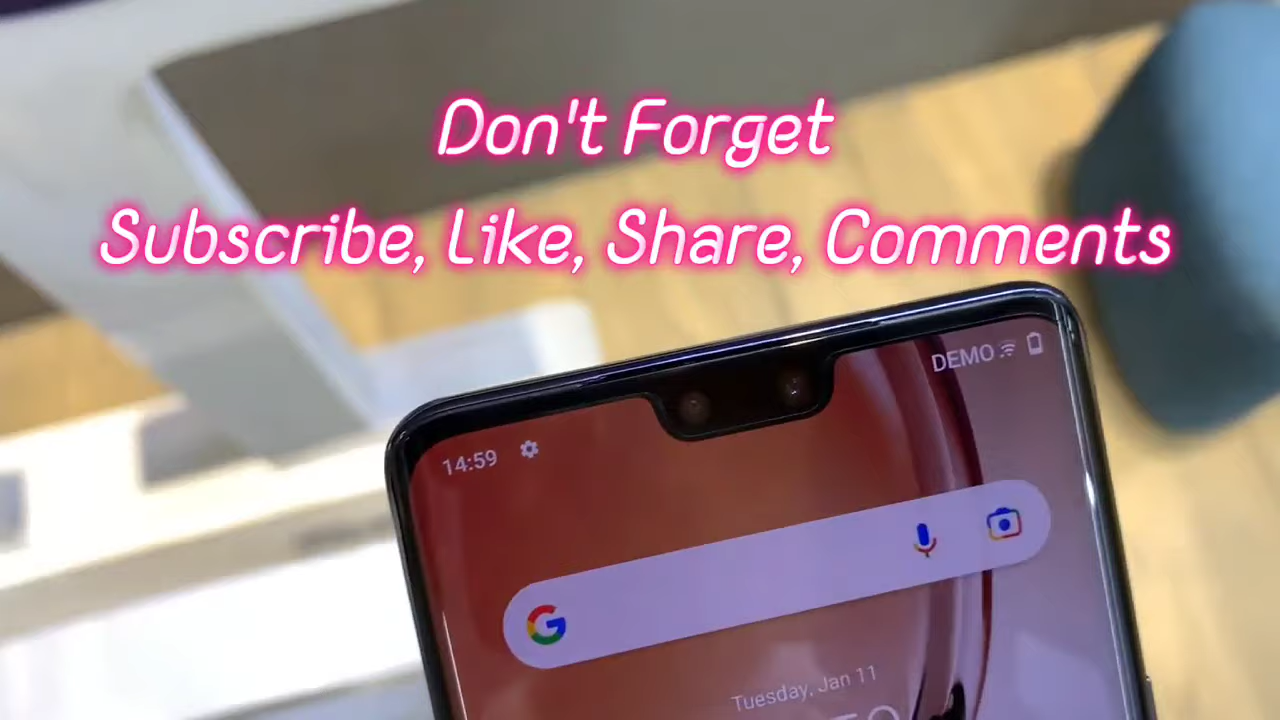 Don't Forget
Subscribe, Like, Share, Comments
DEMO
14:59
G
Tuesday, Jan 11